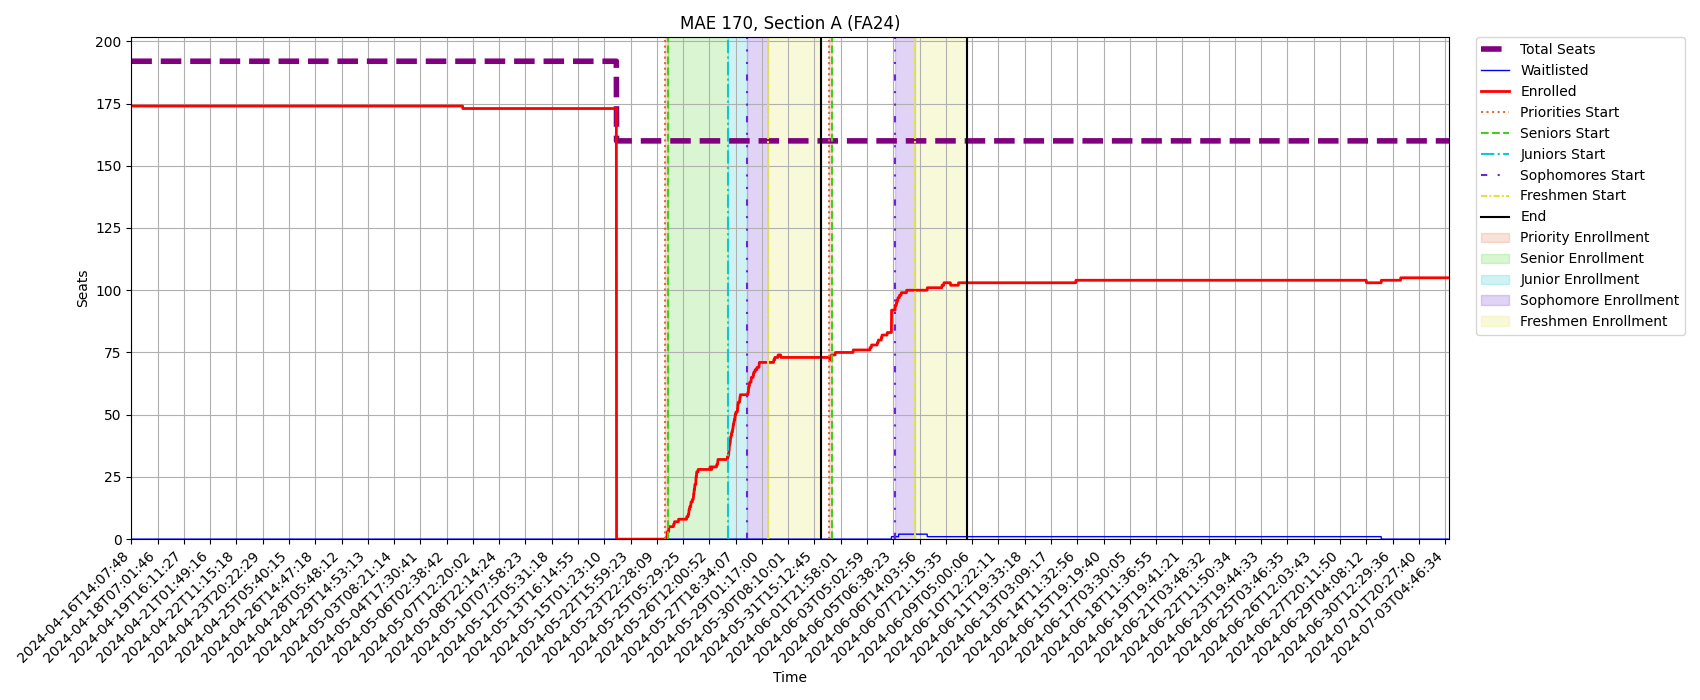 MAE 170, Section A (FA24)
200
175
150
125
100
75
50
25
0
Seats
2024-04-16T14:07:48
2024-04-18T07:01:46
2024-04-19T16:11:27
2024-04-21T01:49:16
2024-04-22T11:15:18
2024-04-23T20:22:29
2024-04-25T05:40:15
2024-04-26T14:47:18
2024-04-28T05:48:12
2024-04-29T14:53:13
2024-05-03T08:21:14
2024-05-04T17:30:41
2024-05-06T02:38:42
2024-05-07T12:20:02
2024-05-08T22:14:24
2024-05-10T07:58:23
2024-05-12T05:31:18
2024-05-13T16:14:55
2024-05-15T01:23:10
2024-05-22T15:59:23
2024-05-23T22:28:09
2024-05-25T05:29:25
2024-05-26T12:00:52
2024-05-27T18:34:07
2024-05-29T01:17:00
2024-05-30T08:10:01
2024-05-31T15:12:45
2024-06-01T21:58:01
2024-06-03T05:02:59
2024-06-05T06:38:23
2024-06-06T14:03:56
2024-06-07T21:15:35
2024-06-09T05:00:06
2024-06-10T12:22:11
2024-06-11T19:33:18
2024-06-13T03:09:17
2024-06-14T11:32:56
2024-06-15T19:19:40
2024-06-17T03:30:05
2024-06-18T11:36:55
2024-06-19T19:41:21
2024-06-21T03:48:32
2024-06-22T11:50:34
2024-06-23T19:44:33
2024-06-25T03:46:35
2024-06-26T12:03:43
2024-06-27T20:11:50
2024-06-29T04:08:12
2024-06-30T12:29:36
2024-07-01T20:27:40
2024-07-03T04:46:34
Time
Total Seats
Waitlisted
Enrolled
Priorities Start
Seniors Start
Juniors Start
Sophomores Start
Freshmen Start
End
Priority Enrollment
Senior Enrollment
Junior Enrollment
Sophomore Enrollment
Freshmen Enrollment